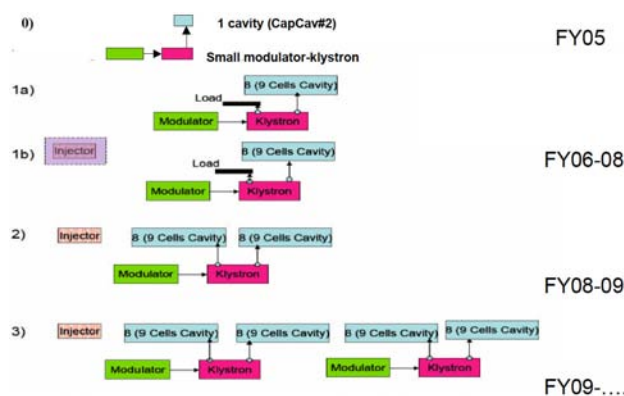 0)
1 cavity (CapCav#2)
FY05
Small modulator-klystron
1a)
8 (9 Cells Cavity)
Load
Modulator
Klystron
1b)
Injector
8 (9 Cells Cavity)
FY06-08
Load
Modulator
Klystron
2)
Injector
8 (9 Cells Cavity) 8 (9 Cells Cavity)
Modulator
Klystron
FY08-09
3)
Injector
8 (9 Cells Cavity) 8 (9 Cells Cavity) 8 (9 Cells Cavity) 8 (9 Cells Cavity)
Modulator Klystron Modulator Klystron
FY09-....